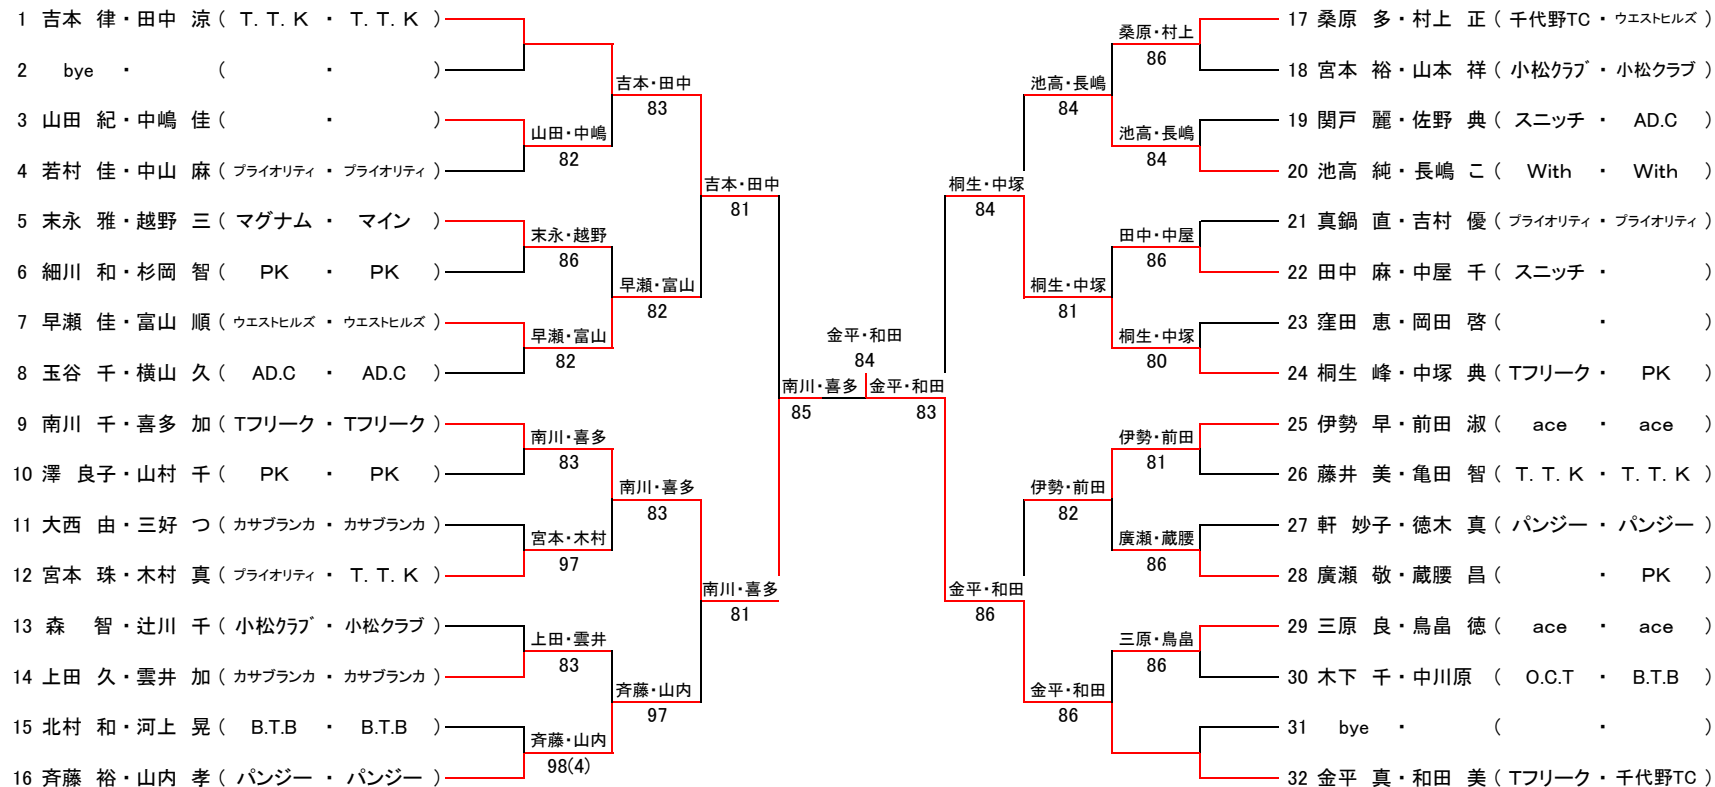 1 吉本 律・田中 涼 ( T. T. K ・ T. T. K )
2 bye ・ ( ・ )
3 山田 紀・中嶋 佳 ( ・ )
4 若村 佳・中山 麻 ( プライオリティ ・ プライオリティ )
5 末永 雅・越野 三 ( マグナム ・ マイン )
6 細川 和・杉岡 智 ( PK ・ PK )
7 早瀬 佳・富山 順 ( ウエストヒルズ ・ ウエストヒルズ )
8 玉谷 千・横山 久 ( AD.C ・ AD.C )
9 南川 千・喜多 加 ( Tフリーク ・ Tフリーク )
10 澤 良子・山村 千 ( PK ・ PK )
11 大西 由・三好 つ ( カサブランカ ・ カサブランカ )
12 宮本 珠・木村 真 ( プライオリティ ・ T. T. K )
13 森 智・辻川 千 ( 小松クラブ ・ 小松クラブ )
14 上田 久・雲井 加 ( カサブランカ ・ カサブランカ )
15 北村 和・河上 晃 ( B.T.B ・ B.T.B )
16 斉藤 裕・山内 孝 ( パンジー ・ パンジー )
山田・中嶋
82
末永・越野
86
早瀬・富山
82
南川・喜多
83
宮本・木村
97
上田・雲井
83
斉藤・山内
98(4)
吉本・田中
83
早瀬・富山
82
南川・喜多
83
斉藤・山内
97
吉本・田中
81
南川・喜多
81
南川・喜多
85
金平・和田
84
金平・和田
83
桐生・中塚
84
金平・和田
86
池高・長嶋
84
桐生・中塚
81
伊勢・前田
82
金平・和田
86
桑原・村上
86
池高・長嶋
84
田中・中屋
86
桐生・中塚
80
伊勢・前田
81
廣瀬・蔵腰
86
三原・鳥畠
86
17 桑原 多・村上 正 ( 千代野TC ・ ウエストヒルズ )
18 宮本 裕・山本 祥 ( 小松クラブ ・ 小松クラブ )
19 関戸 麗・佐野 典 ( スニッチ ・ AD.C )
20 池高 純・長嶋 こ ( With ・ With )
21 真鍋 直・吉村 優 ( プライオリティ ・ プライオリティ )
22 田中 麻・中屋 千 ( スニッチ ・ )
23 窪田 恵・岡田 啓 ( ・ )
24 桐生 峰・中塚 典 ( Tフリーク ・ PK )
25 伊勢 早・前田 淑 ( ace ・ ace )
26 藤井 美・亀田 智 ( T. T. K ・ T. T. K )
27 軒 妙子・徳木 真 ( パンジー ・ パンジー )
28 廣瀬 敬・蔵腰 昌 ( ・ PK )
29 三原 良・鳥畠 徳 ( ace ・ ace )
30 木下 千・中川原 ( O.C.T ・ B.T.B )
31 bye ・ ( ・ )
32 金平 真・和田 美 ( Tフリーク ・ 千代野TC )